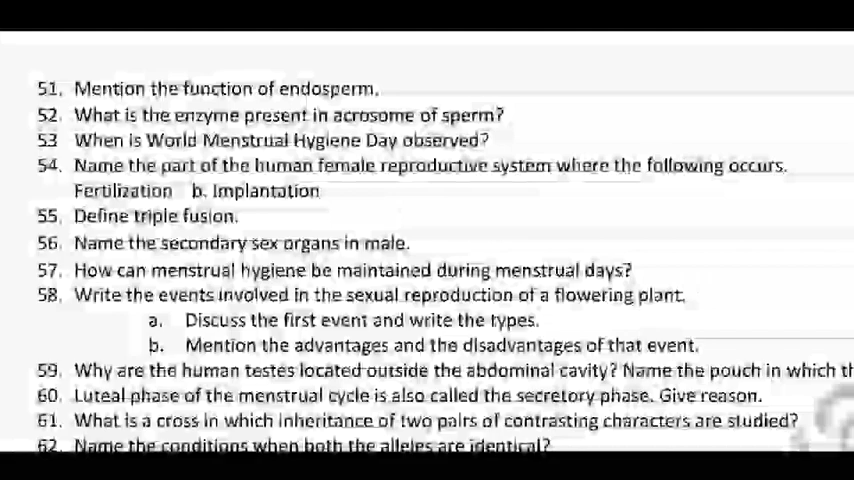 51. Mention the function of endosperm.
52. What is the enzyme present in acrosome of sperm?
53 When is World Menstrual Hygiene Day observed?
54. Name the part of the human female reproductive system where the following occurs.
Fertilization b. Implantation
55. Define triple fusion.
56. Name the secondary sex organs in male.
57. How can menstrual hygiene be maintained during menstrual days?
58. Write the events involved in the sexual reproduction of a flowering plant.
a. Discuss the first event and write the types.
b. Mention the advantages and the disadvantages of that event.
59. Why are the human testes located outside the abdominal cavity? Name the pouch in which th
60. Luteal phase of the menstrual cycle is also called the secretory phase. Give reason.
61. What is a cross in which inheritance of two pairs of contrasting characters are studied?
62. Name the conditions when both the alleles are identical?